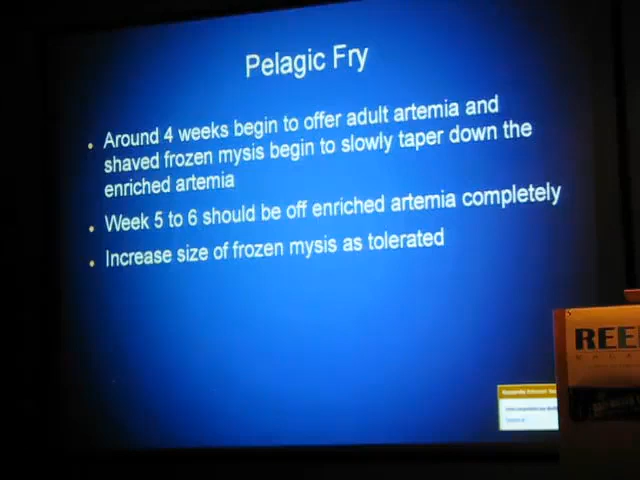 Pelagic Fry
• Around 4 weeks begin to offer adult artemia and
shaved frozen mysis begin to slowly taper down the
enriched artemia
• Week 5 to 6 should be off enriched artemia completely
• Increase size of frozen mysis as tolerated
REE